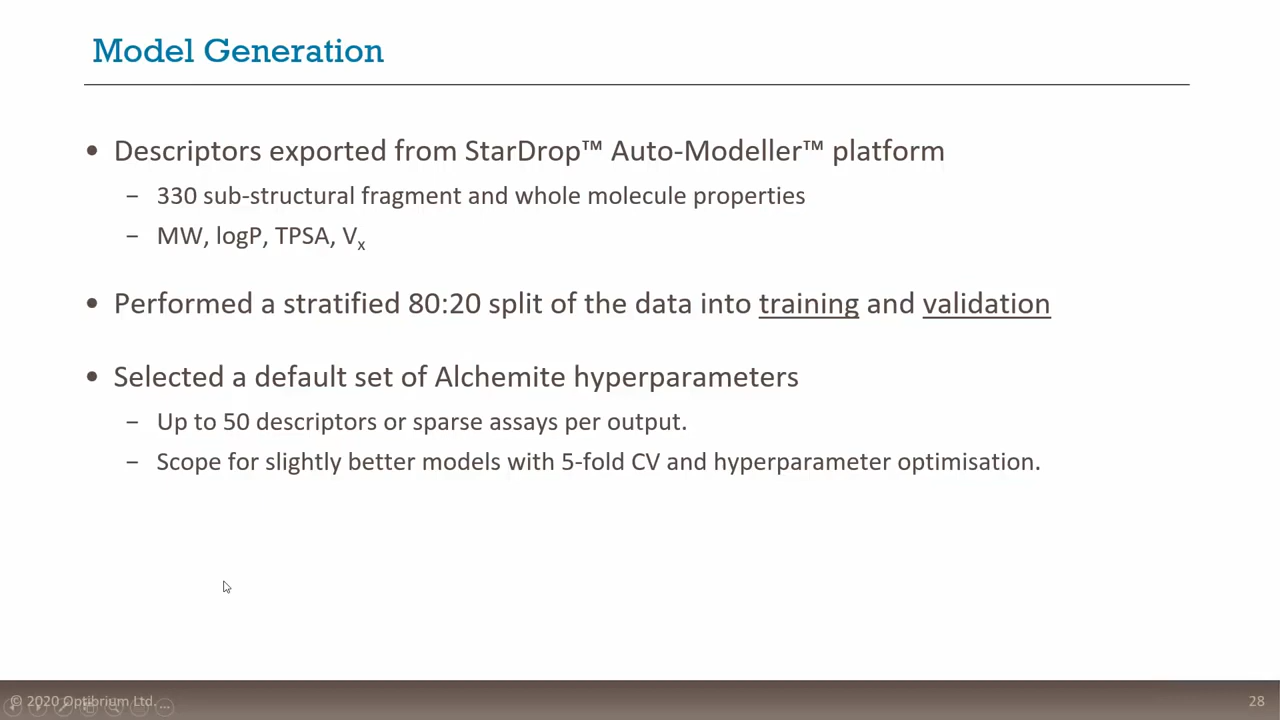 Model Generation
• Descriptors exported from StarDrop™ Auto-Modeller™ platform
− 330 sub-structural fragment and whole molecule properties
− MW, logP, TPSA, Vx
• Performed a stratified 80:20 split of the data into training and validation
• Selected a default set of Alchemite hyperparameters
− Up to 50 descriptors or sparse assays per output.
− Scope for slightly better models with 5-fold CV and hyperparameter optimisation.
© 2020 Optibrium Ltd.
28